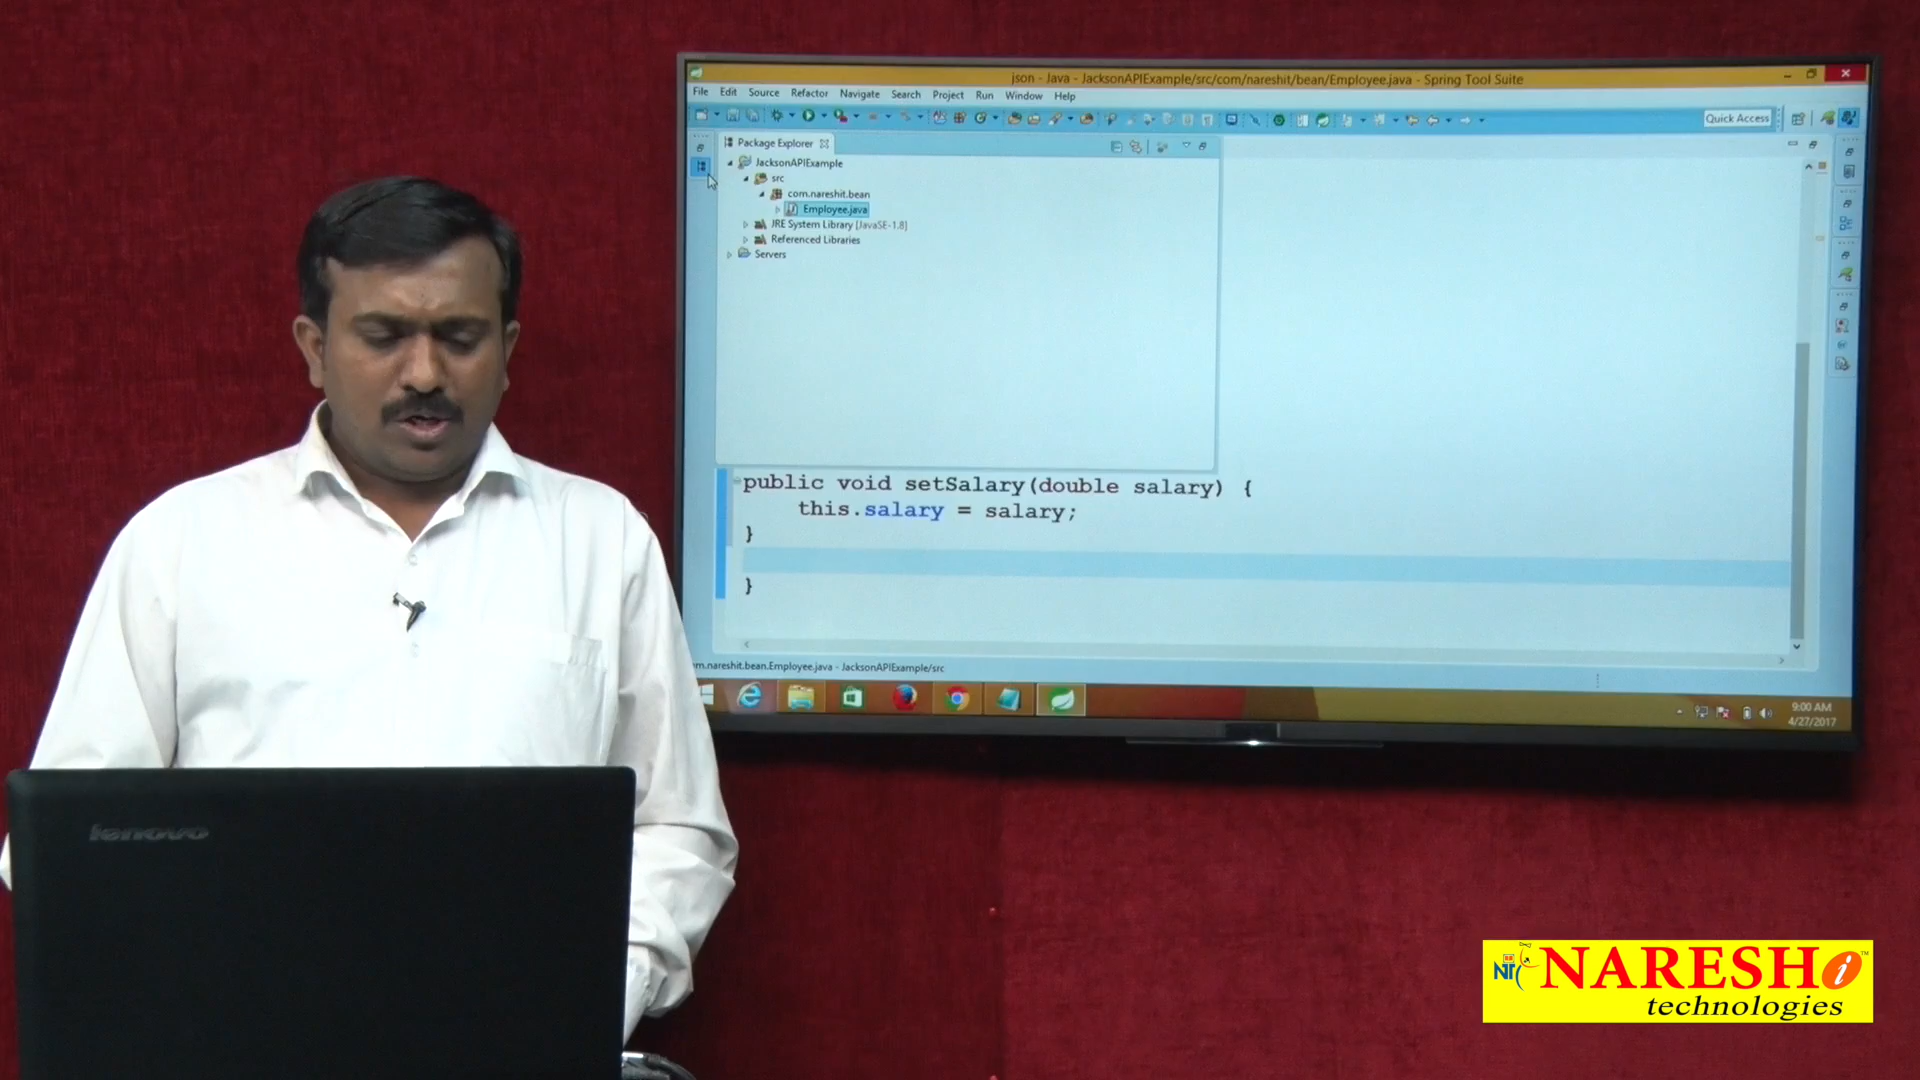 json - Java - JacksonAPIExample/src/com/nareshit/bean/Employee.java - Spring Tool Suite
File Edit Source Refactor Navigate Search Project Run Window Help
Quick Access
Package Explorer
JacksonAPIExample
src
com.nareshit.bean
Employee.java
JRE System Library [JavaSE-1.8]
Referenced Libraries
Servers
public void setSalary(double salary) {
this.salary = salary;
}
}
m.nareshit.bean.Employee.java - JacksonAPIExample/src
9:00 AM
4/27/2017
lenovo
NARESH i ™
technologies